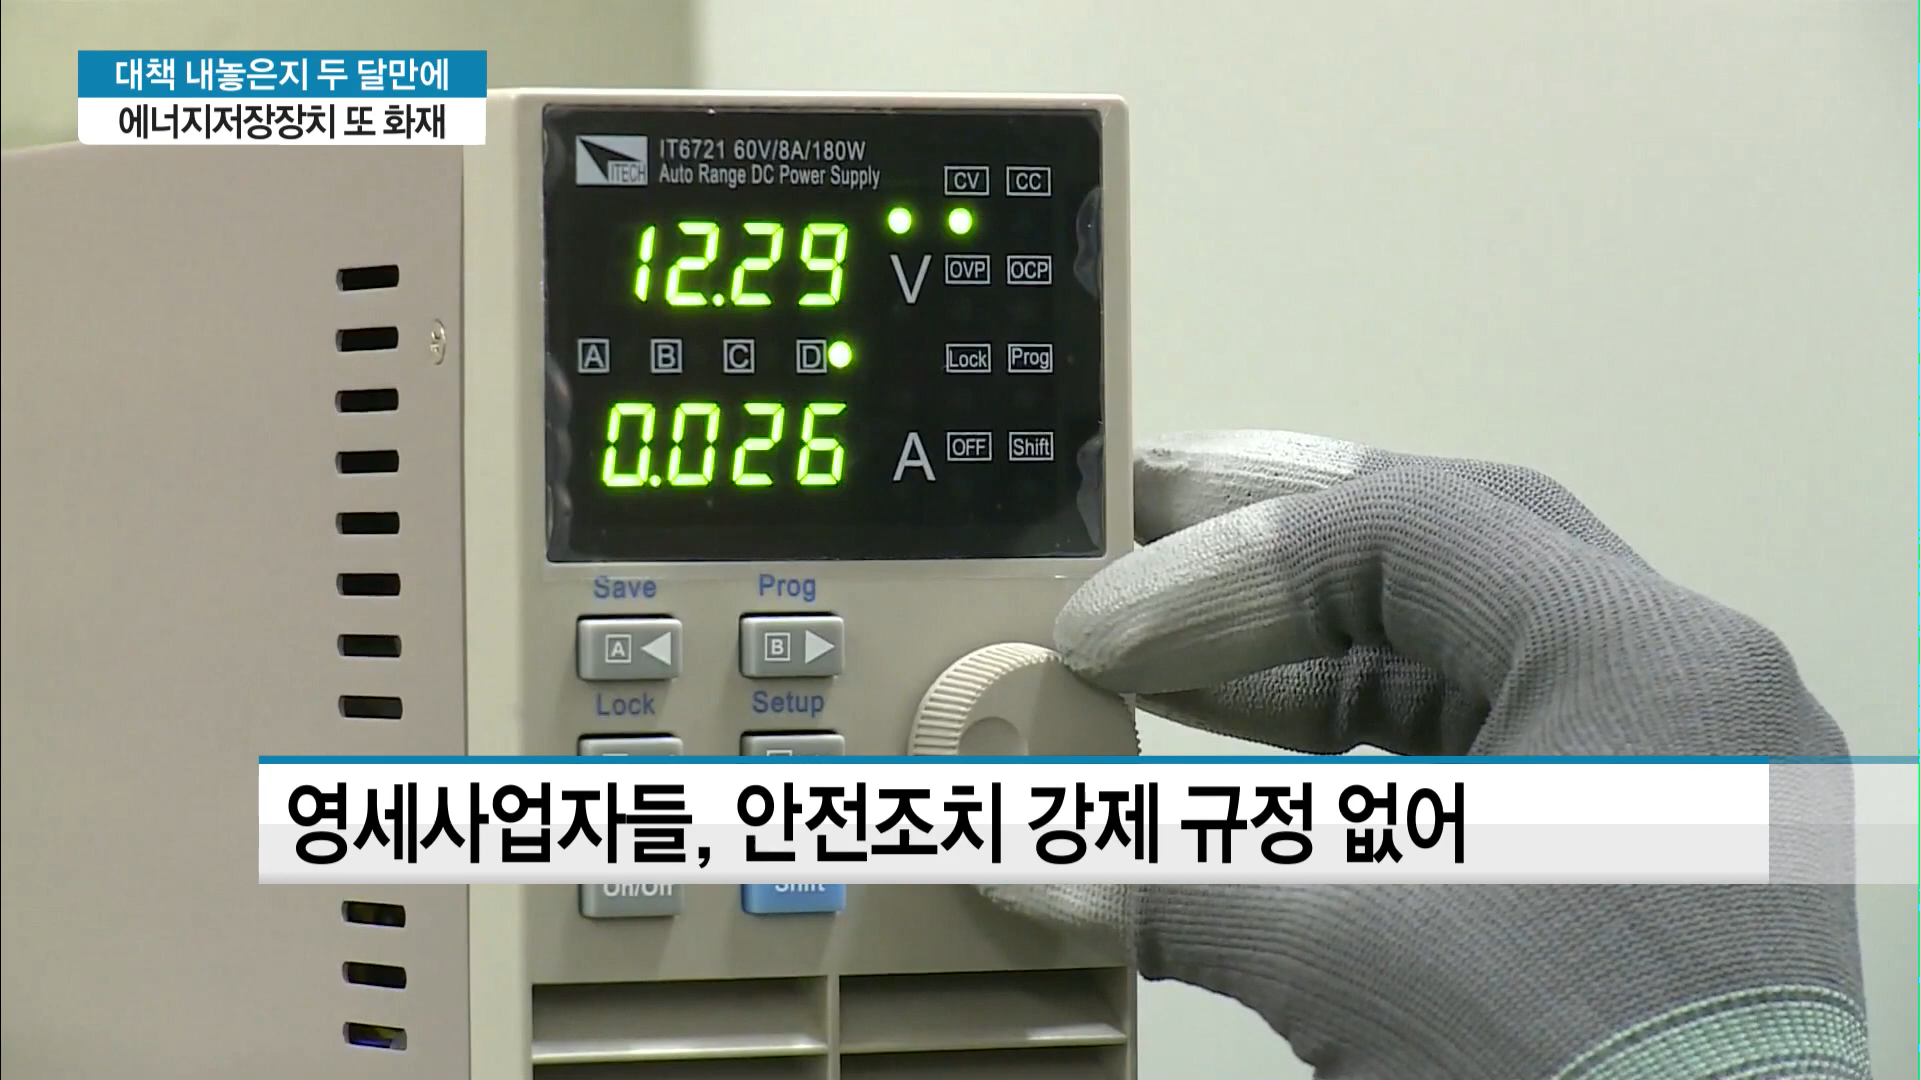 대책 내놓은지 두 달만에
에너지저장장치 또 화재
ITECH
IT6721 60V/8A/180W
Auto Range DC Power Supply
CV CC
12.29 V
OVP OCP
A B C D
Lock Prog
0.026 A
OFF Shift
Save Prog
A B
Lock Setup
영세사업자들, 안전조치 강제 규정 없어
On/Off Shift